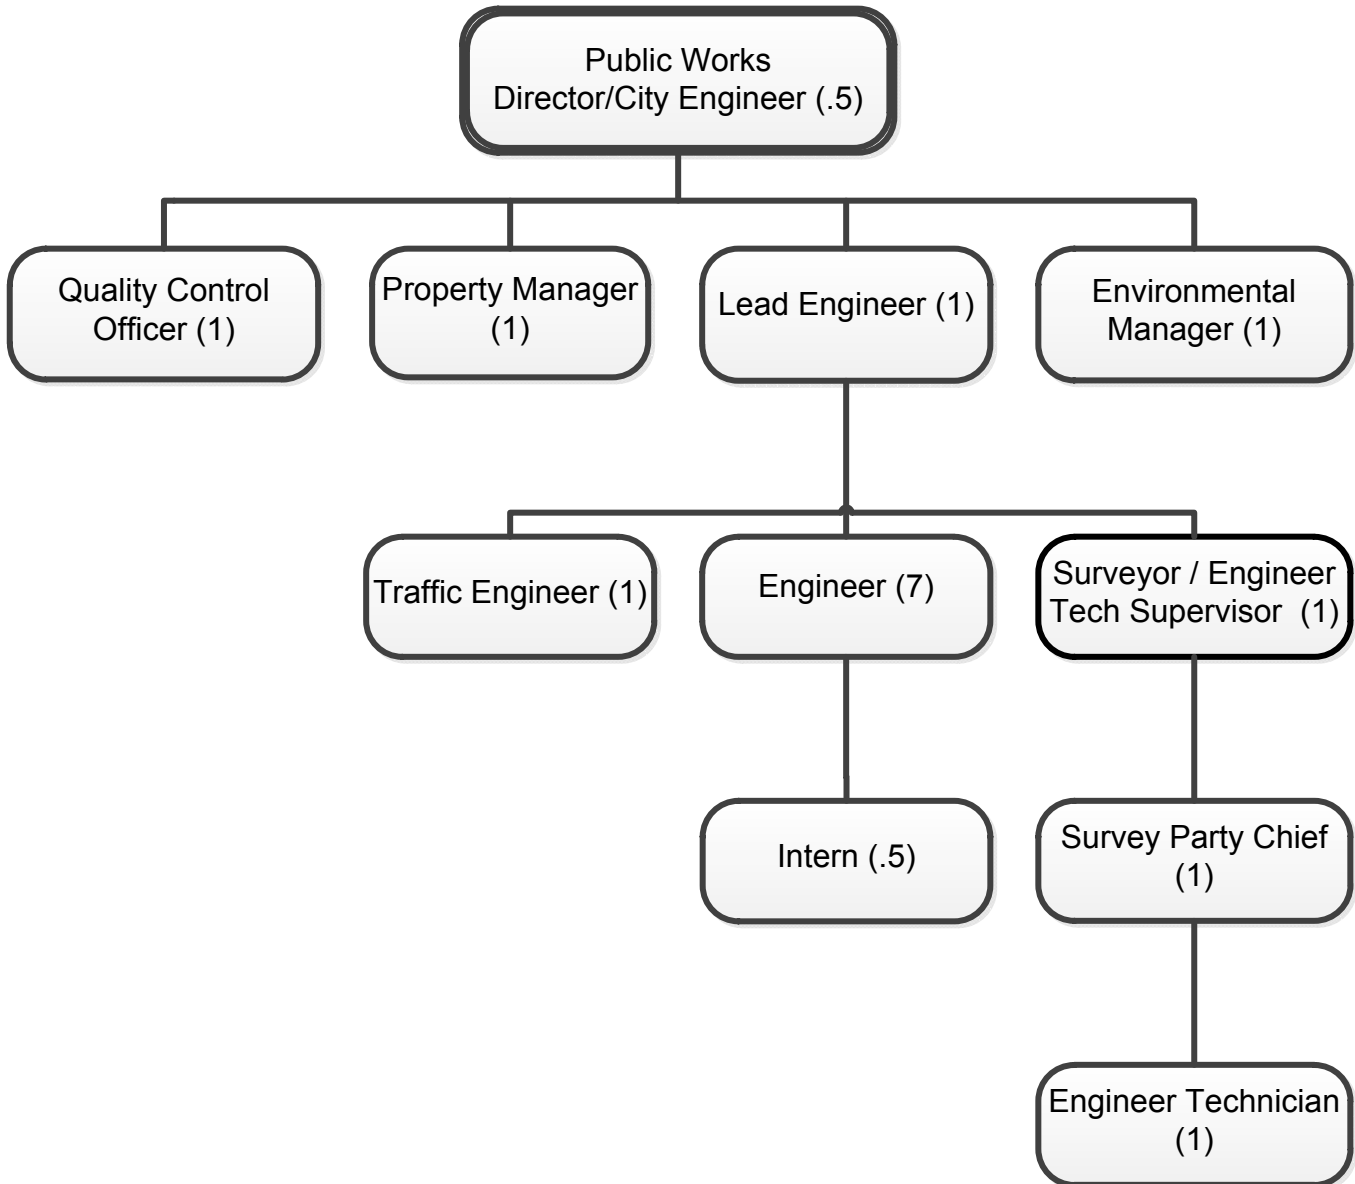 Public Works
Director/City Engineer (.5)
Quality Control
Officer (1)
Property Manager
(1)
Lead Engineer (1)
Environmental
Manager (1)
Traffic Engineer (1)
Engineer (7)
Surveyor / Engineer
Tech Supervisor  (1)
Intern (.5)
Survey Party Chief
(1)
Engineer Technician
(1)